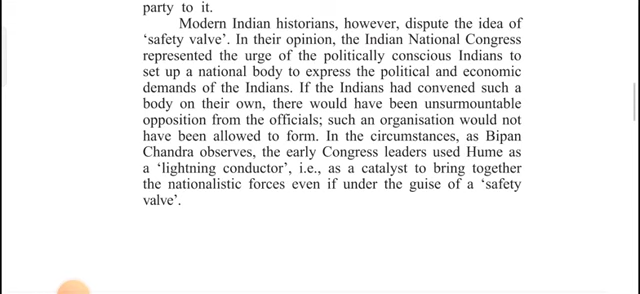 party to it.
Modern Indian historians, however, dispute the idea of
‘safety valve’. In their opinion, the Indian National Congress
represented the urge of the politically conscious Indians to
set up a national body to express the political and economic
demands of the Indians. If the Indians had convened such a
body on their own, there would have been unsurmountable
opposition from the officials; such an organisation would not
have been allowed to form. In the circumstances, as Bipan
Chandra observes, the early Congress leaders used Hume as
a ‘lightning conductor’, i.e., as a catalyst to bring together
the nationalistic forces even if under the guise of a ‘safety
valve’.